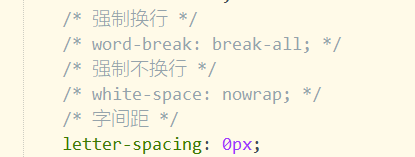 /* 强制换行 */
/* word-break: break-all; */
/* 强制不换行 */
/* white-space: nowrap; */
/* 字间距 */
letter-spacing: 0px;